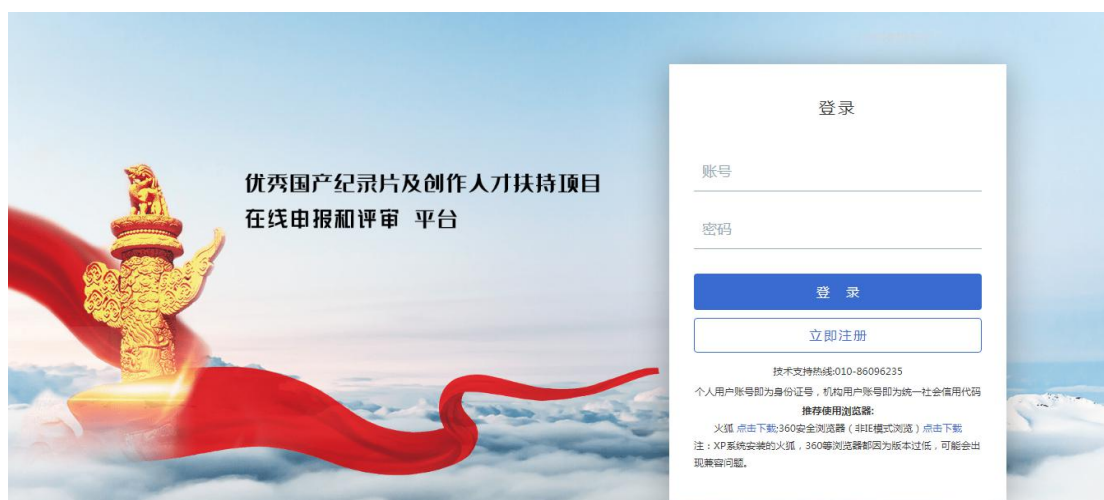 优秀国产纪录片及创作人才扶持项目
在线申报和评审 平台
登录
账号
密码
登 录
立即注册
技术支持热线:010-86096235
个人用户账号即为身份证号，机构用户账号即为统一社会信用代码
推荐使用浏览器:
火狐 点击下载;360安全浏览器（非IE模式浏览）点击下载
注：XP系统安装的火狐，360等浏览器都因为版本过低，可能会出
现兼容问题。